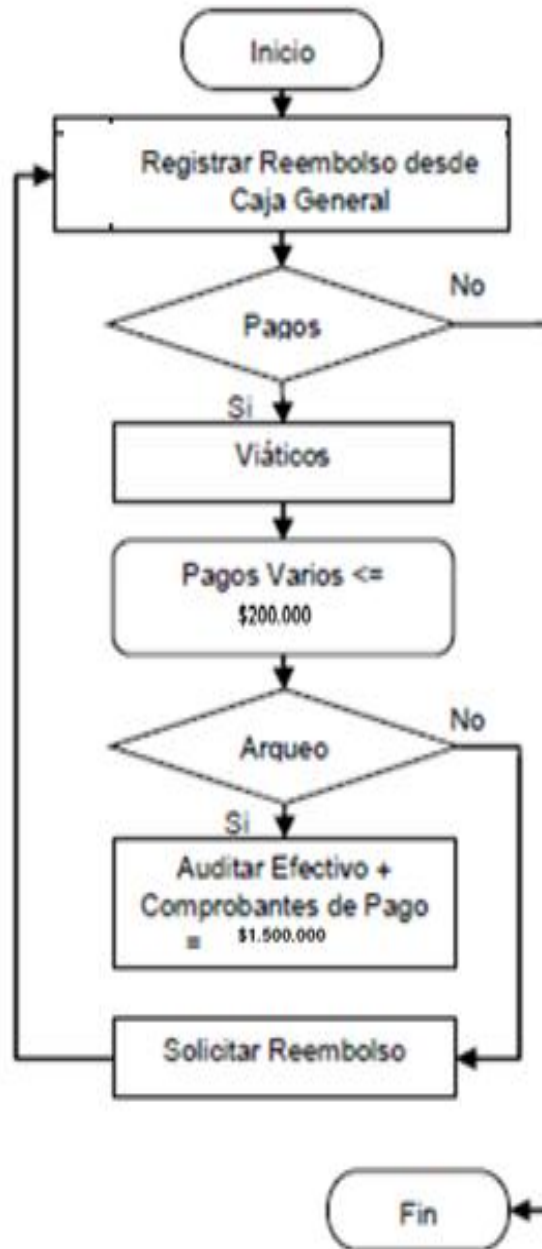 Inicio
Registrar Reembolso desde
Caja General
No
Pagos
Si
Viáticos
Pagos Varios <=
$200.000
No
Arqueo
Si
Auditar Efectivo +
Comprobantes de Pago
= $1.500.000
Solicitar Reembolso
Fin